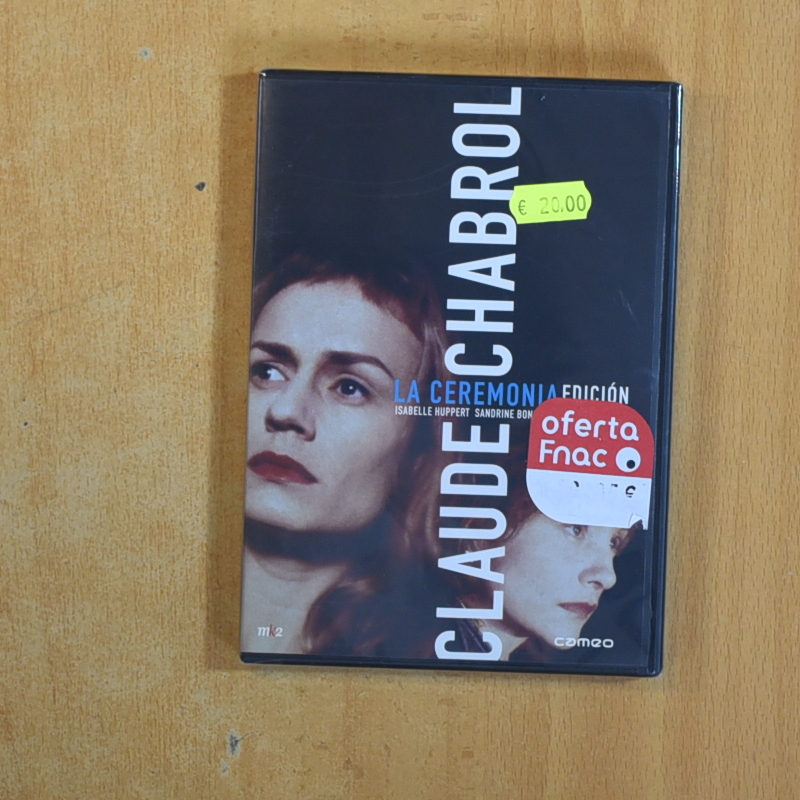 CLAUDE CHABROL
€ 20.00
LA CEREMONIA EDICIÓN
ISABELLE HUPPERT SANDRINE BON
oferta
Fnac
mk2
cameo